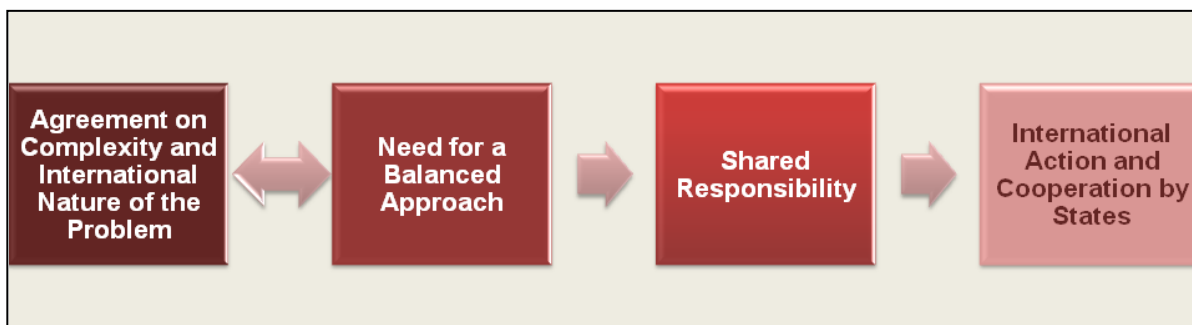 Agreement on
Complexity and
International
Nature of the
Problem
Need for a
Balanced
Approach
Shared
Responsibility
International
Action and
Cooperation by
States